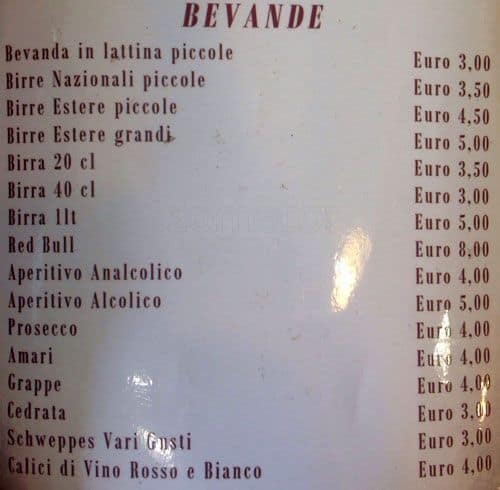 BEVANDE
Bevanda in lattina piccole Euro 3,00
Birre Nazionali piccole Euro 3,50
Birre Estere piccole Euro 4,50
Birre Estere grandi Euro 5,00
Birra 20 cl Euro 3,50
Birra 40 cl Euro 3,00
Birra 1lt Euro 5,00
Red Bull Euro 8,00
Aperitivo Analcolico Euro 4,00
Aperitivo Alcolico Euro 5,00
Prosecco Euro 4,00
Amari Euro 4,00
Grappe Euro 4,00
Cedrata Euro 3,00
Schweppes Vari Gusti Euro 3,00
Calici di Vino Rosso e Bianco Euro 4,00